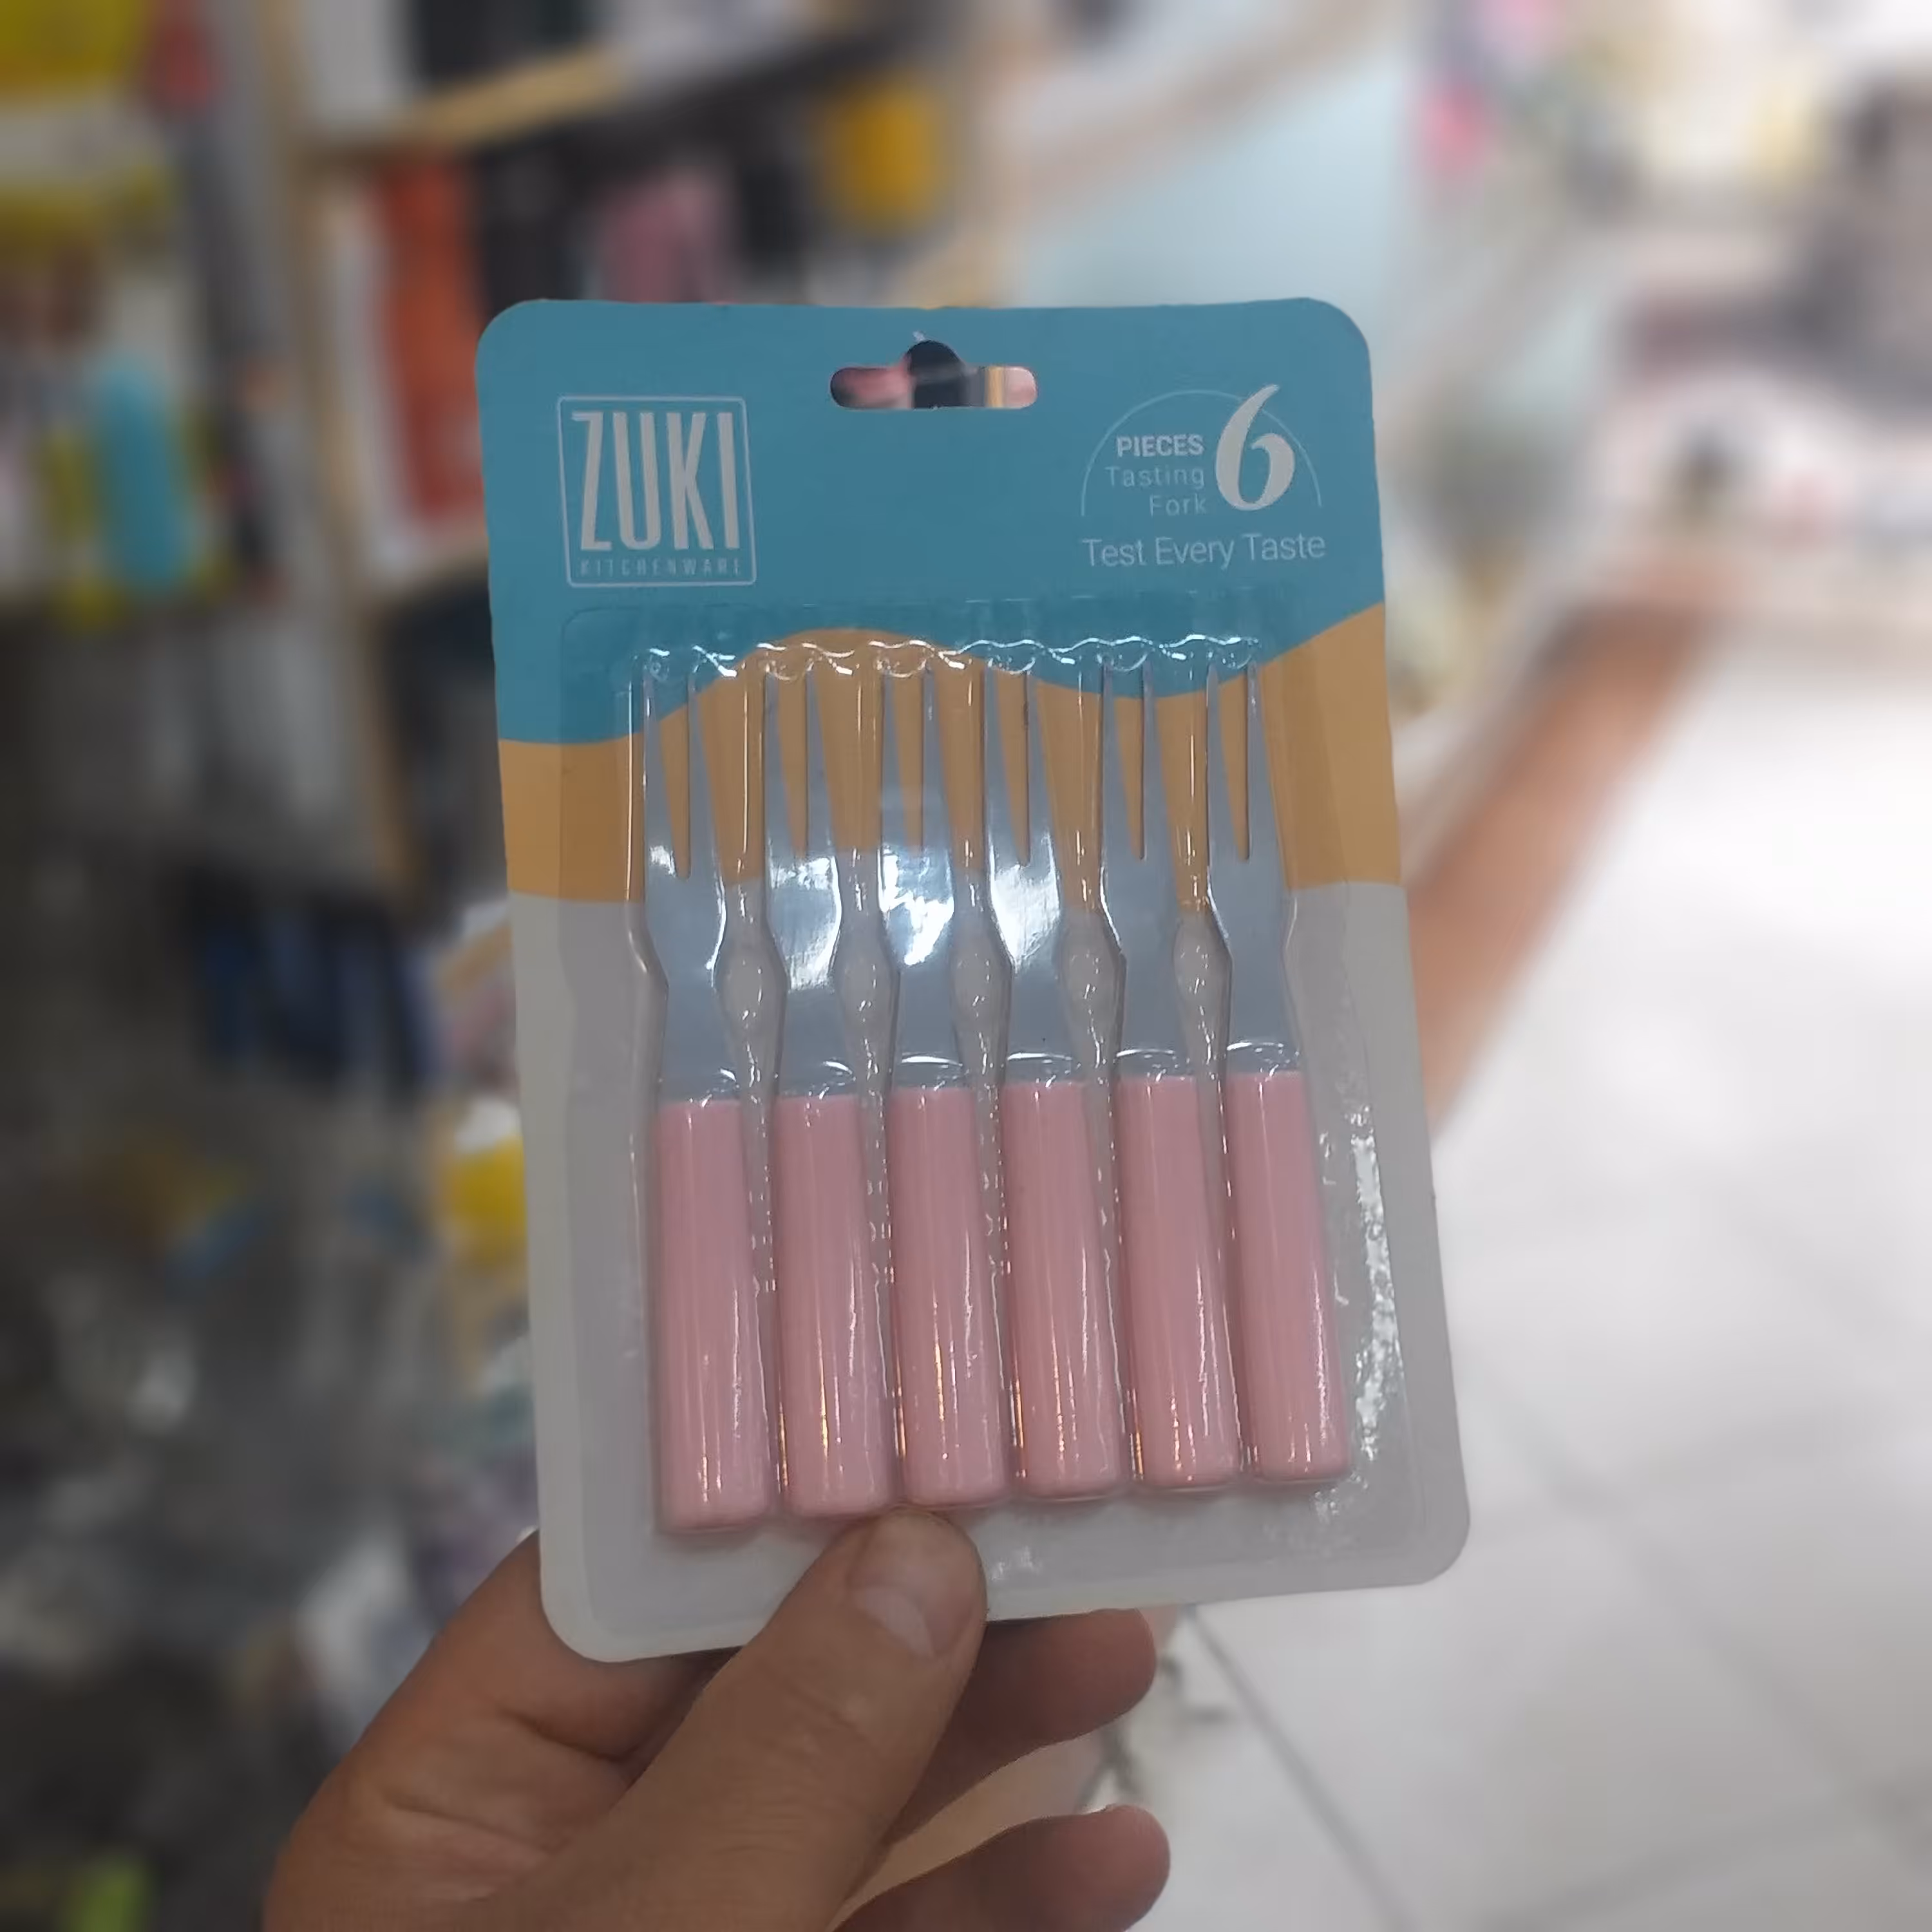 ZUKI
KITCHENWARE
6
PIECES
Tasting
Fork
Test Every Taste